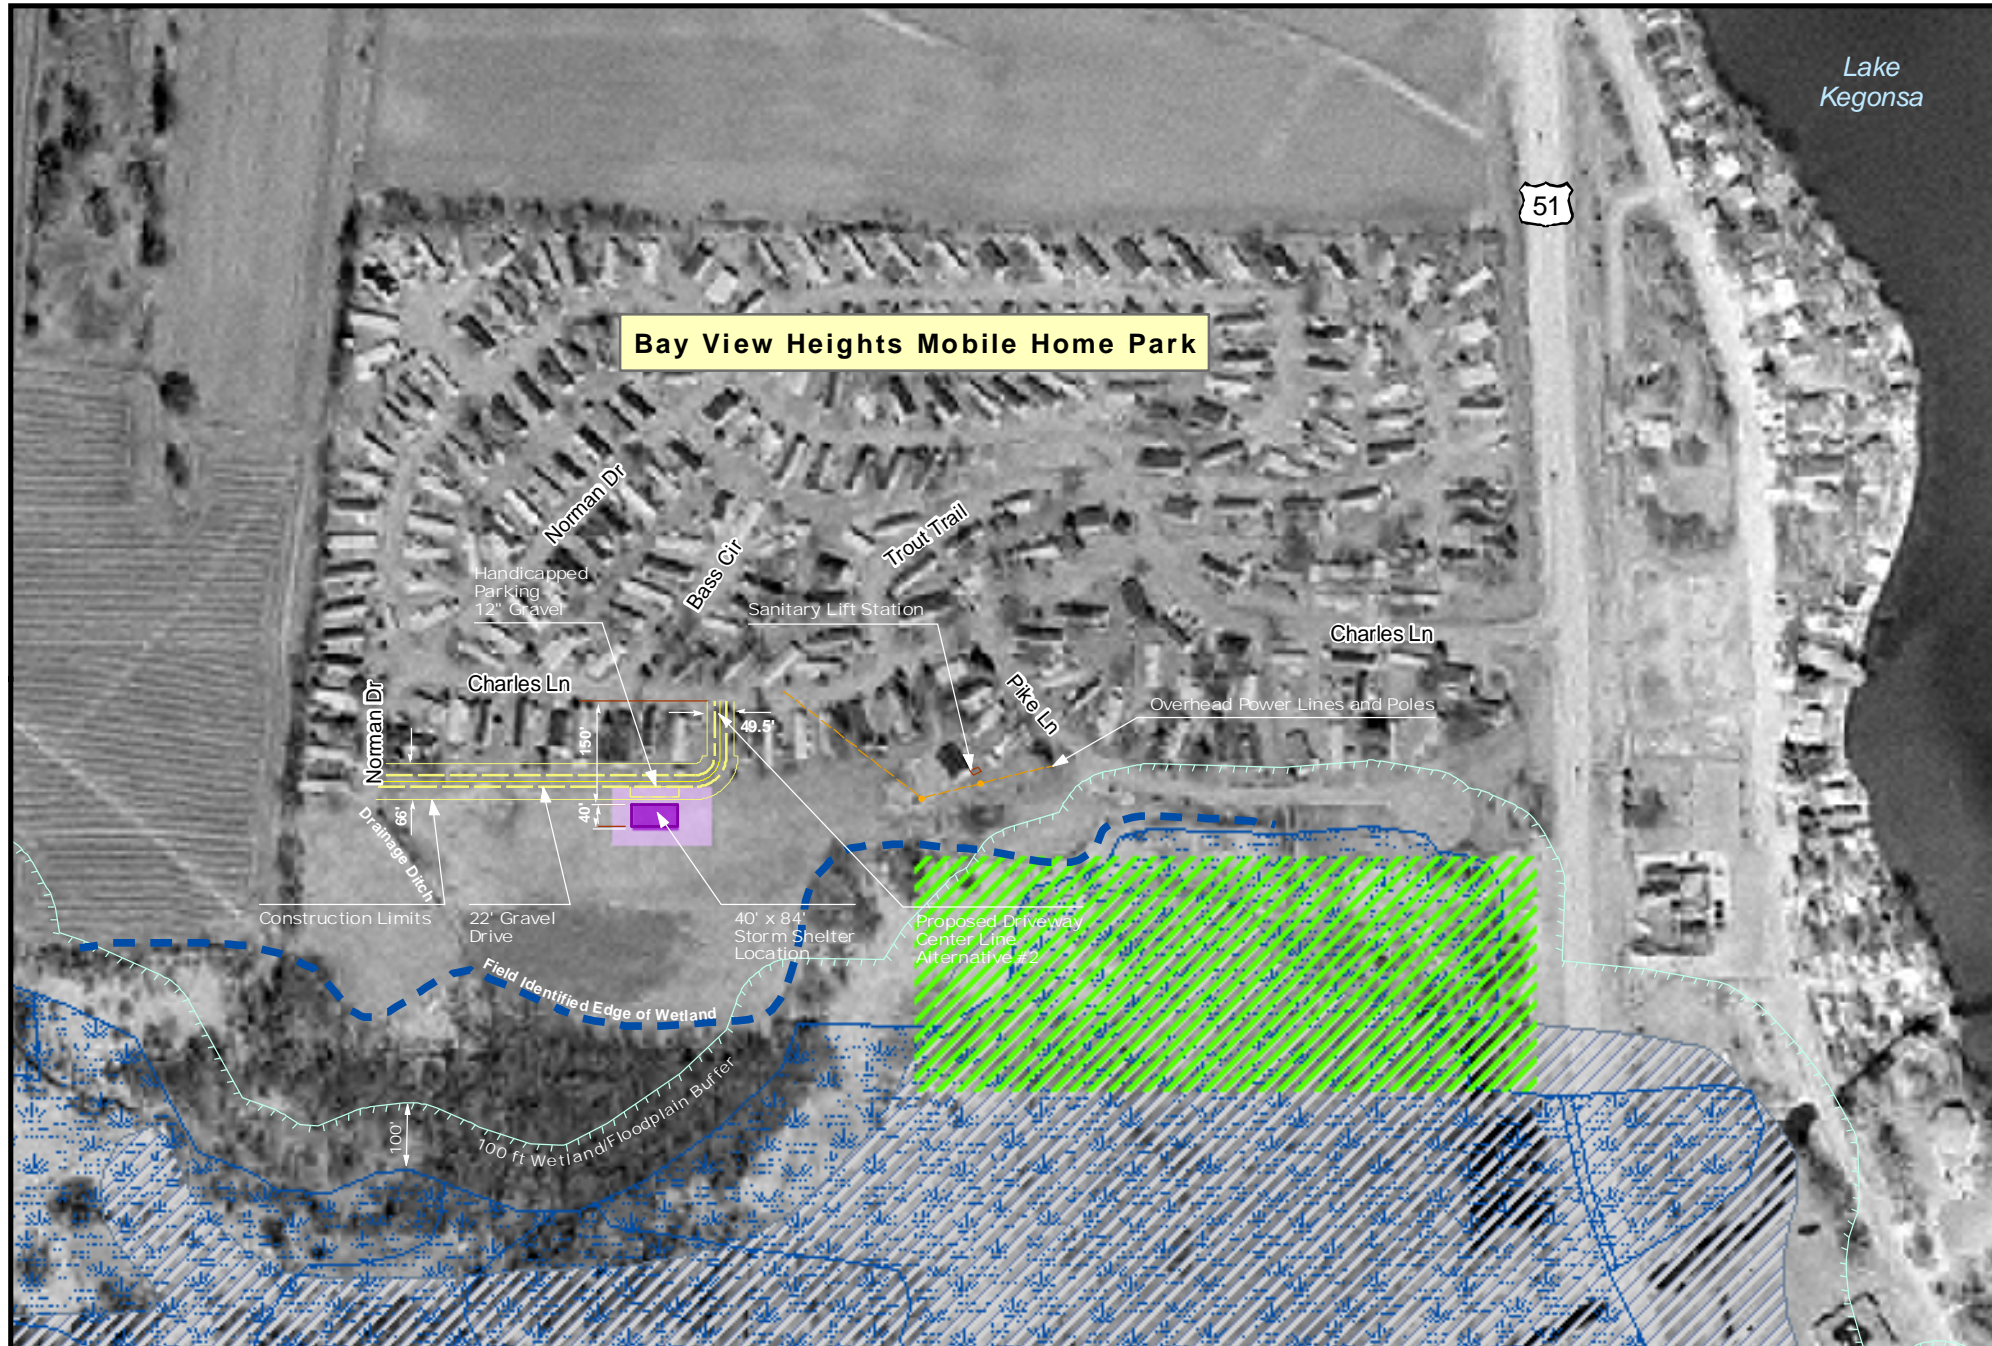 Lake
Kegonsa
51
Bay View Heights Mobile Home Park
Norman Dr
Trout Trail
Bass Cir
Handicapped
Parking
12" Gravel
Sanitary Lift Station
Charles Ln
Charles Ln
Norman Dr
Pike Ln
Overhead Power Lines and Poles
49.5'
150'
66'
40'
Drainage Ditch
Construction Limits
22' Gravel
Drive
40' x 84'
Storm Shelter
Location
Proposed Driveway
Center Line
Alternative #2
Field Identified Edge of Wetland
100'
100 ft Wetland/Floodplain Buffer